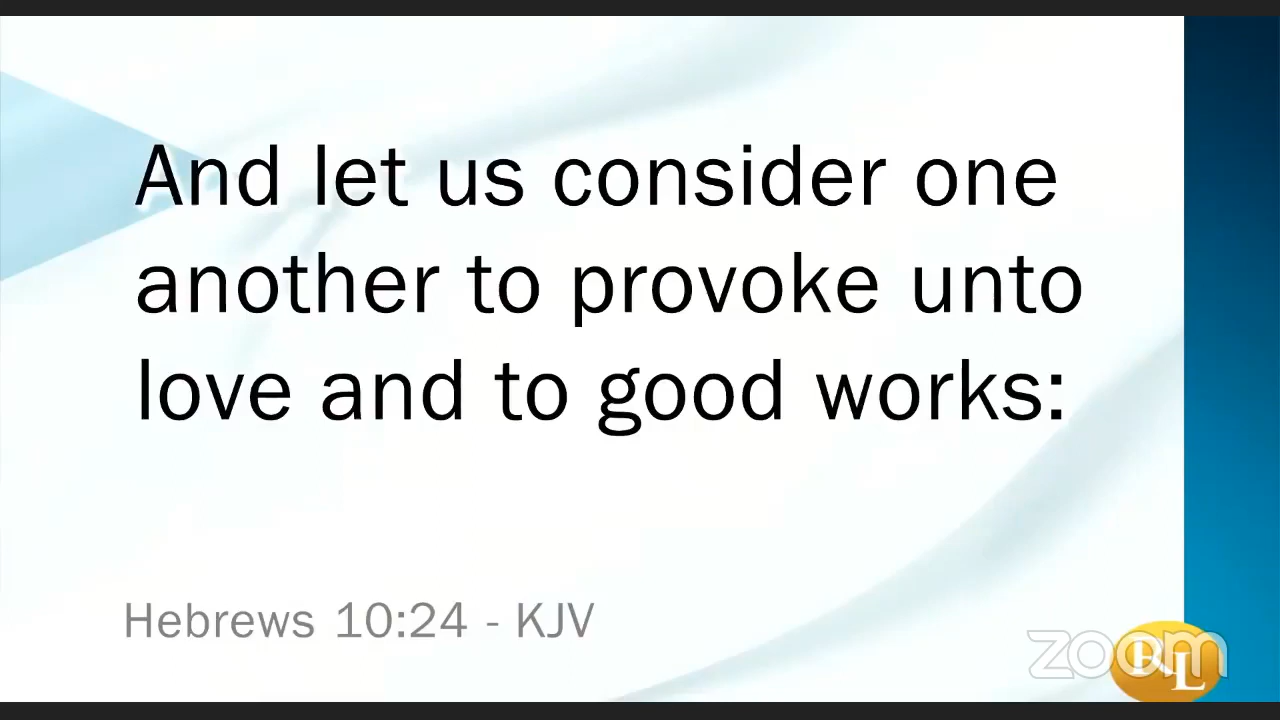 And let us consider one
another to provoke unto
love and to good works:
Hebrews 10:24 - KJV
zoom
RL